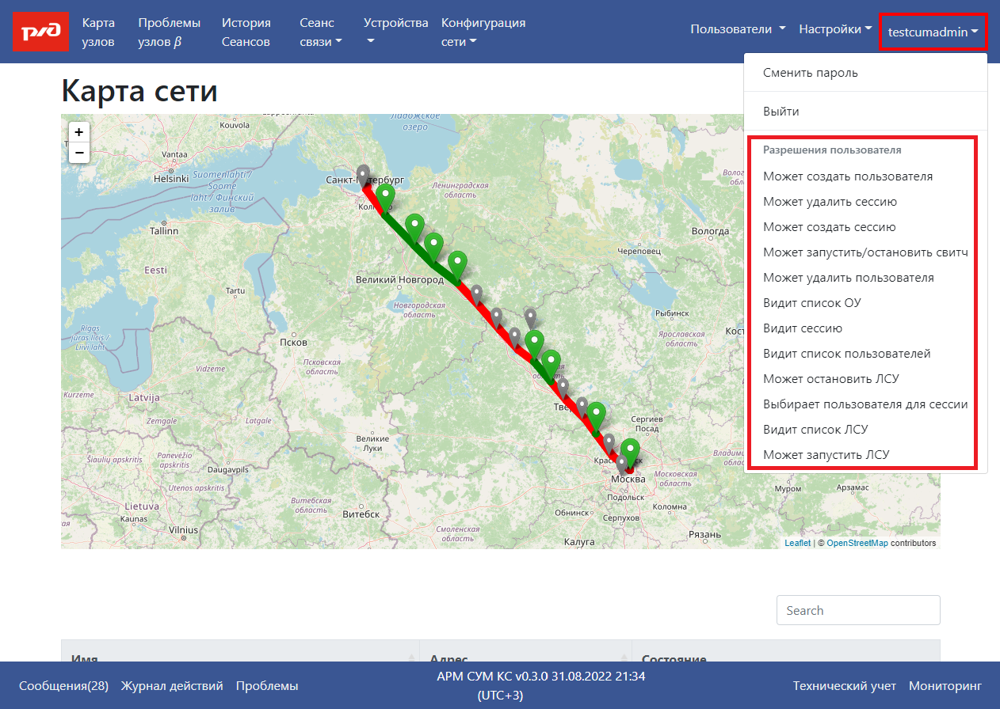 ржд
Карта узлов
Проблемы узлов β
История Сеансов
Сеанс связи
Устройства
Конфигурация сети
Пользователи
Настройки
testcumadmin
Сменить пароль
Выйти
Разрешения пользователя
Может создать пользователя
Может удалить сессию
Может создать сессию
Может запустить/остановить свитч
Может удалить пользователя
Видит список ОУ
Видит сессию
Видит список пользователей
Может остановить ЛСУ
Выбирает пользователя для сессии
Видит список ЛСУ
Может запустить ЛСУ
Карта сети
+
−
Kouvola
Ладожское
озеро
Vantaa
Helsinki
Suomenlahti /
Soome
laht / Финский
залив
Санкт-
ербург
Ленинградская
область
Tallinn
Вологда
Череповец
Eesti
Великий Новгород
Tartu
Новгородская
область
Рыбинск
Rīgas
jūras līcis /
Liivi laht
Псков
Ярославская
область
Псковская
область
Vidzeme
Kurzeme
Latvija
Zemgale
Latgale
Сергиев
Посад
Великие
Луки
Šiaulių apskritis
Panevėžio
apskritis
Daugavpils
Москва
Московская
область
Utenos apskritis
Муром
Арзамас
Подольск
Lietuva
Kaunas
Витебская
область
Коломна
Обнинск
Серпухов
Витебск
Vilnius
Смоленская
область
Рязань
Калуга
Leaflet | © OpenStreetMap contributors
Search
Имя
Адрес
Состояние
Сообщения(28)
Журнал действий
Проблемы
АРМ СУМ КС v0.3.0 31.08.2022 21:34
(UTC+3)
Технический учет
Мониторинг